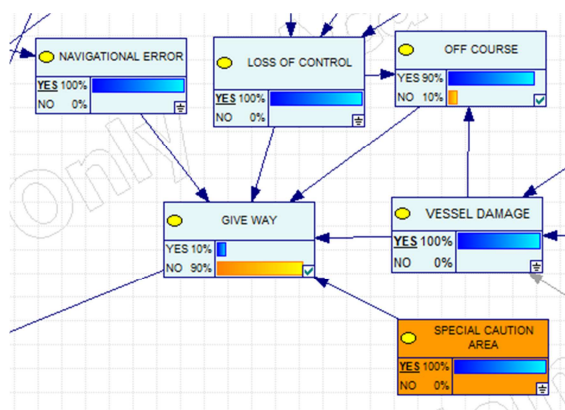 NAVIGATIONAL ERROR
YES 100%
NO 0%
LOSS OF CONTROL
YES 100%
NO 0%
OFF COURSE
YES 90%
NO 10%
GIVE WAY
YES 10%
NO 90%
VESSEL DAMAGE
YES 100%
NO 0%
SPECIAL CAUTION
AREA
YES 100%
NO 0%
Only